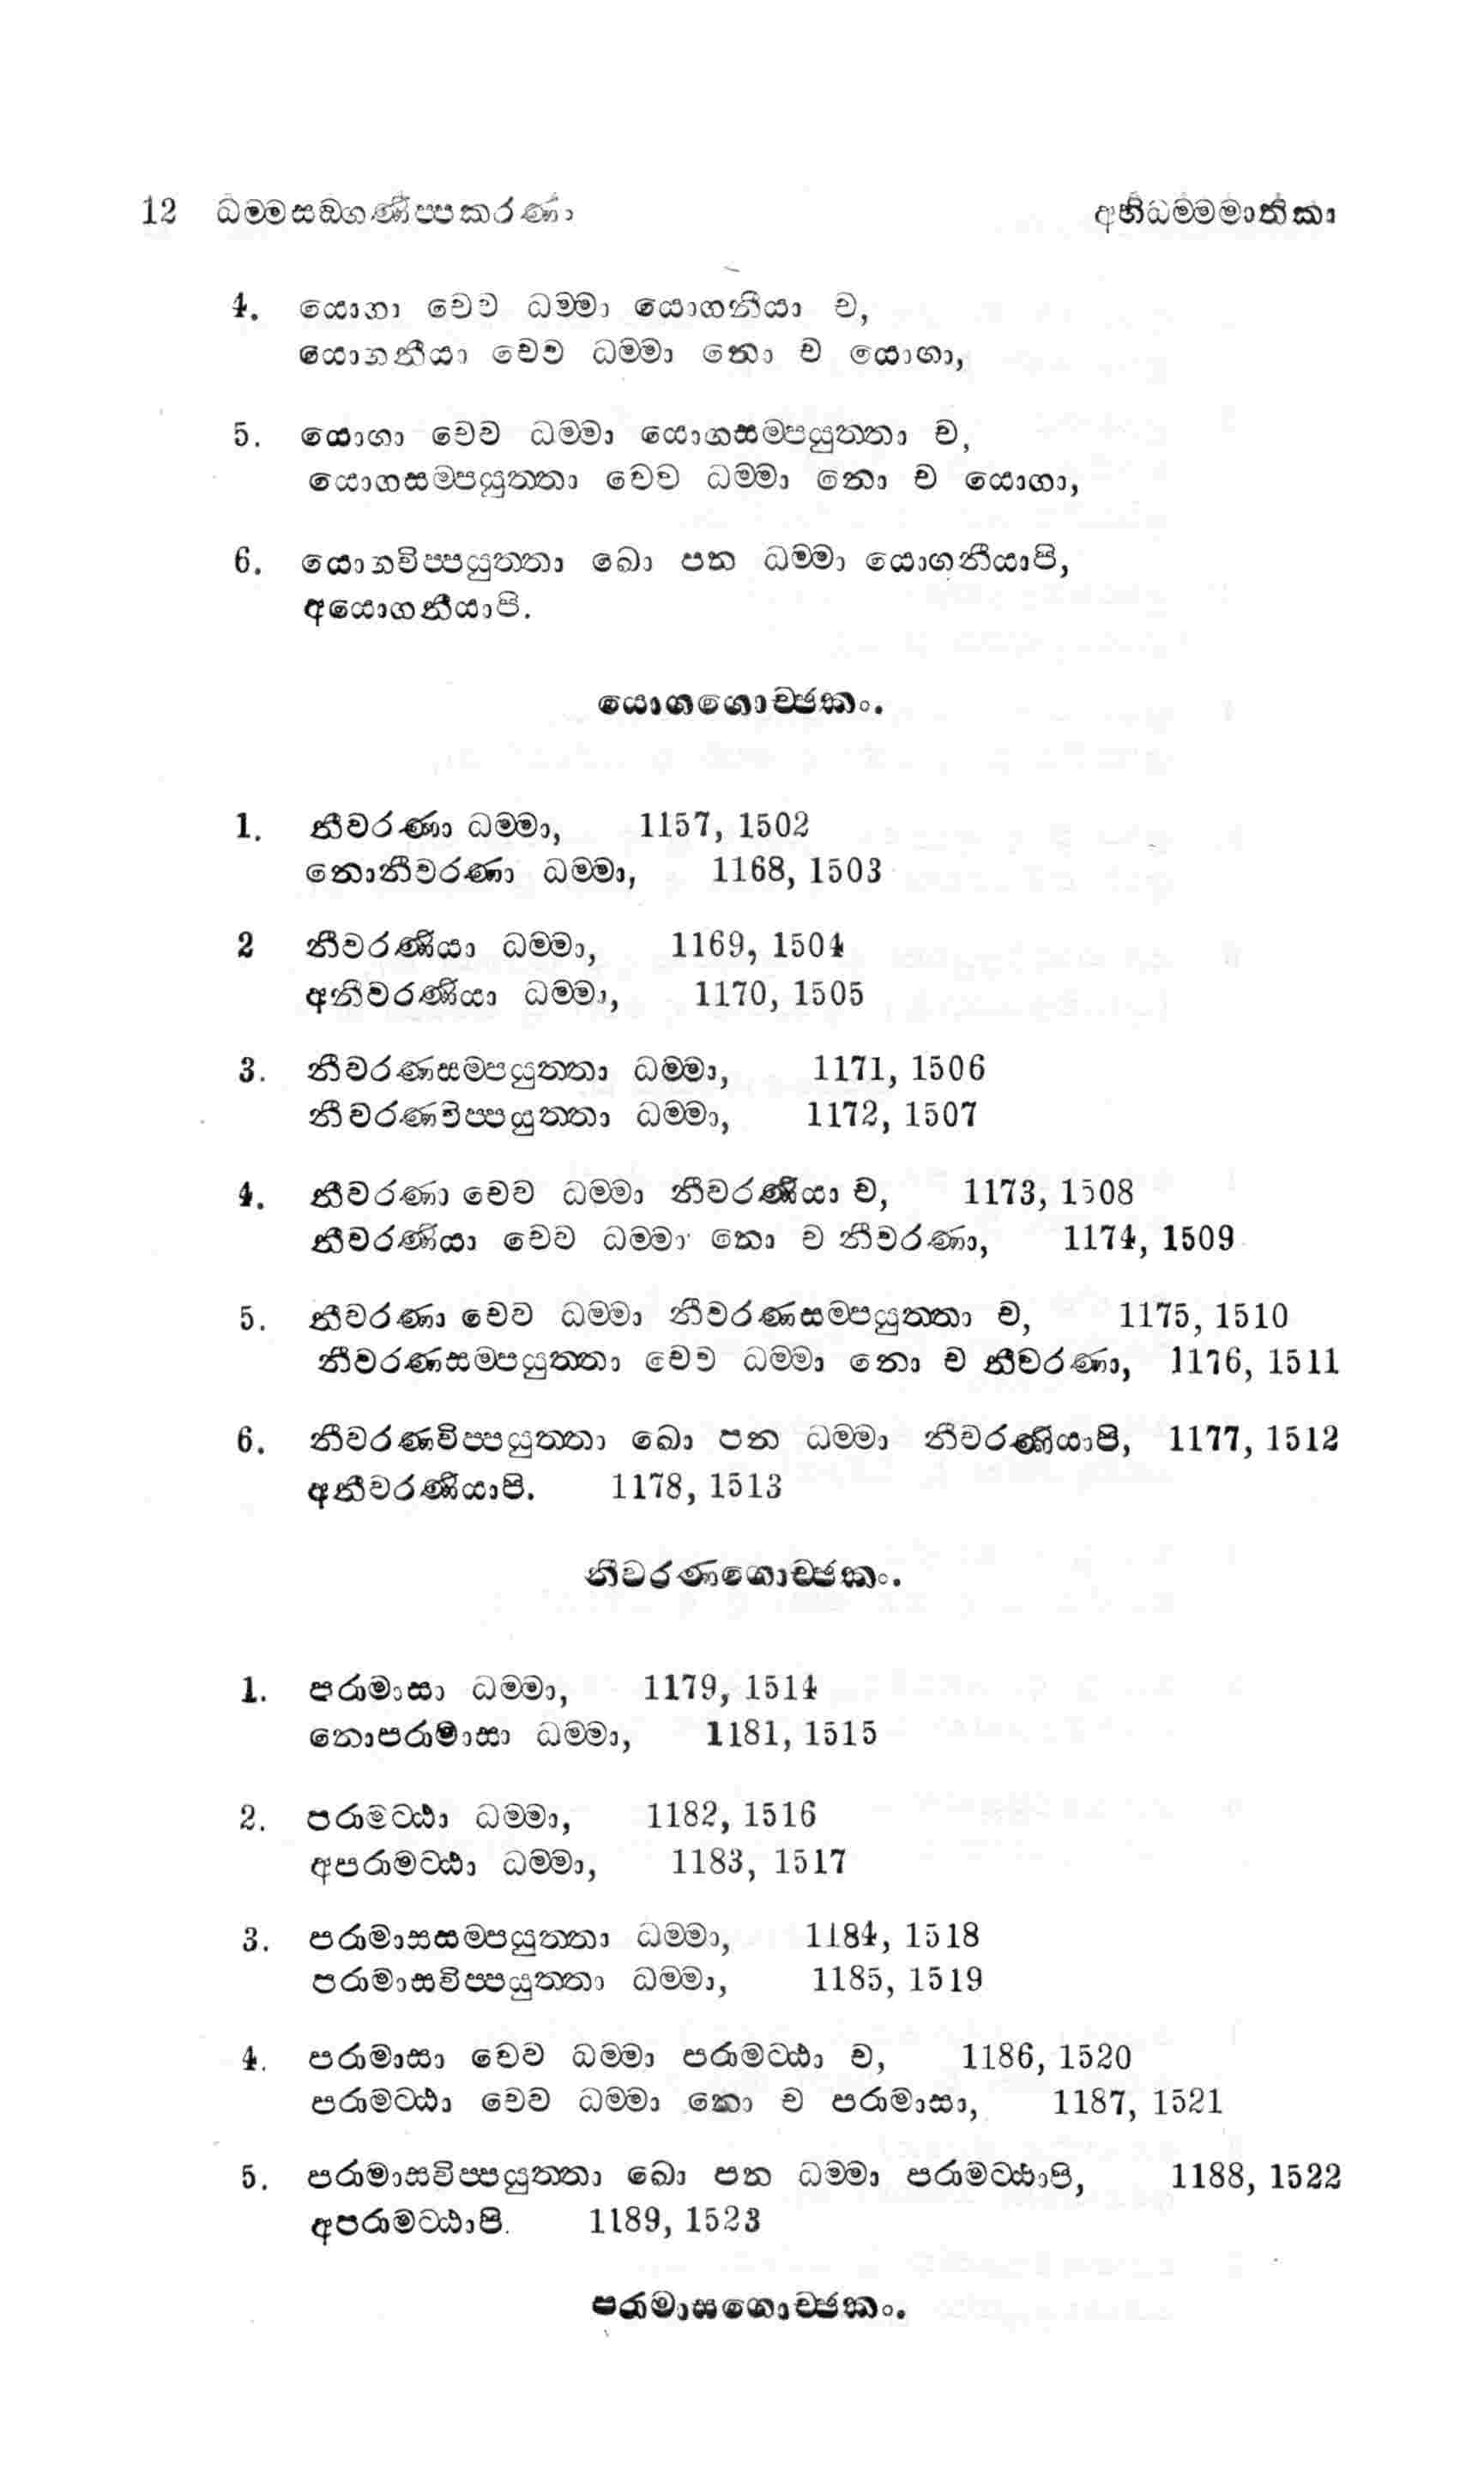 12 ධම්මසඞ්ගණීප්පකරණං
අභිධම්මමාතිකා
4. යොගා චෙව ධම්මා යොගනීයා ච,
යොගනීයා චෙව ධම්මා නො ච යොගා,
5. යොගා චෙව ධම්මා යොගසම්පයුත්තා ච,
යොගසම්පයුත්තා චෙව ධම්මා නො ච යොගා,
6. යොගවිප්පයුත්තා ඛො පන ධම්මා යොගනීයාපි,
අයොගනීයාපි.
යොගගොච්ඡකං.
1. නීවරණා ධම්මා, 1157, 1502
නොනීවරණා ධම්මා, 1168, 1503
2 නීවරණියා ධම්මා, 1169, 1504
අනීවරණියා ධම්මා, 1170, 1505
3. නීවරණසම්පයුත්තා ධම්මා, 1171, 1506
නීවරණවිප්පයුත්තා ධම්මා, 1172, 1507
4. නීවරණා චෙව ධම්මා නීවරණියා ච, 1173, 1508
නීවරණියා චෙව ධම්මා නො ච නීවරණා, 1174, 1509
5. නීවරණා චෙව ධම්මා නීවරණසම්පයුත්තා ච, 1175, 1510
නීවරණසම්පයුත්තා චෙව ධම්මා නො ච නීවරණා, 1176, 1511
6. නීවරණවිප්පයුත්තා ඛො පන ධම්මා නීවරණියාපි, 1177, 1512
අනීවරණියාපි. 1178, 1513
නීවරණගොච්ඡකං.
1. පරාමාසා ධම්මා, 1179, 1514
නොපරාමාසා ධම්මා, 1181, 1515
2. පරාමට්ඨා ධම්මා, 1182, 1516
අපරාමට්ඨා ධම්මා, 1183, 1517
3. පරාමාසසම්පයුත්තා ධම්මා, 1184, 1518
පරාමාසවිප්පයුත්තා ධම්මා, 1185, 1519
4. පරාමාසා චෙව ධම්මා පරාමට්ඨා ච, 1186, 1520
පරාමට්ඨා චෙව ධම්මා නො ච පරාමාසා, 1187, 1521
5. පරාමාසවිප්පයුත්තා ඛො පන ධම්මා පරාමට්ඨාපි, 1188, 1522
අපරාමට්ඨාපි. 1189, 1523
පරාමාසගොච්ඡකං.